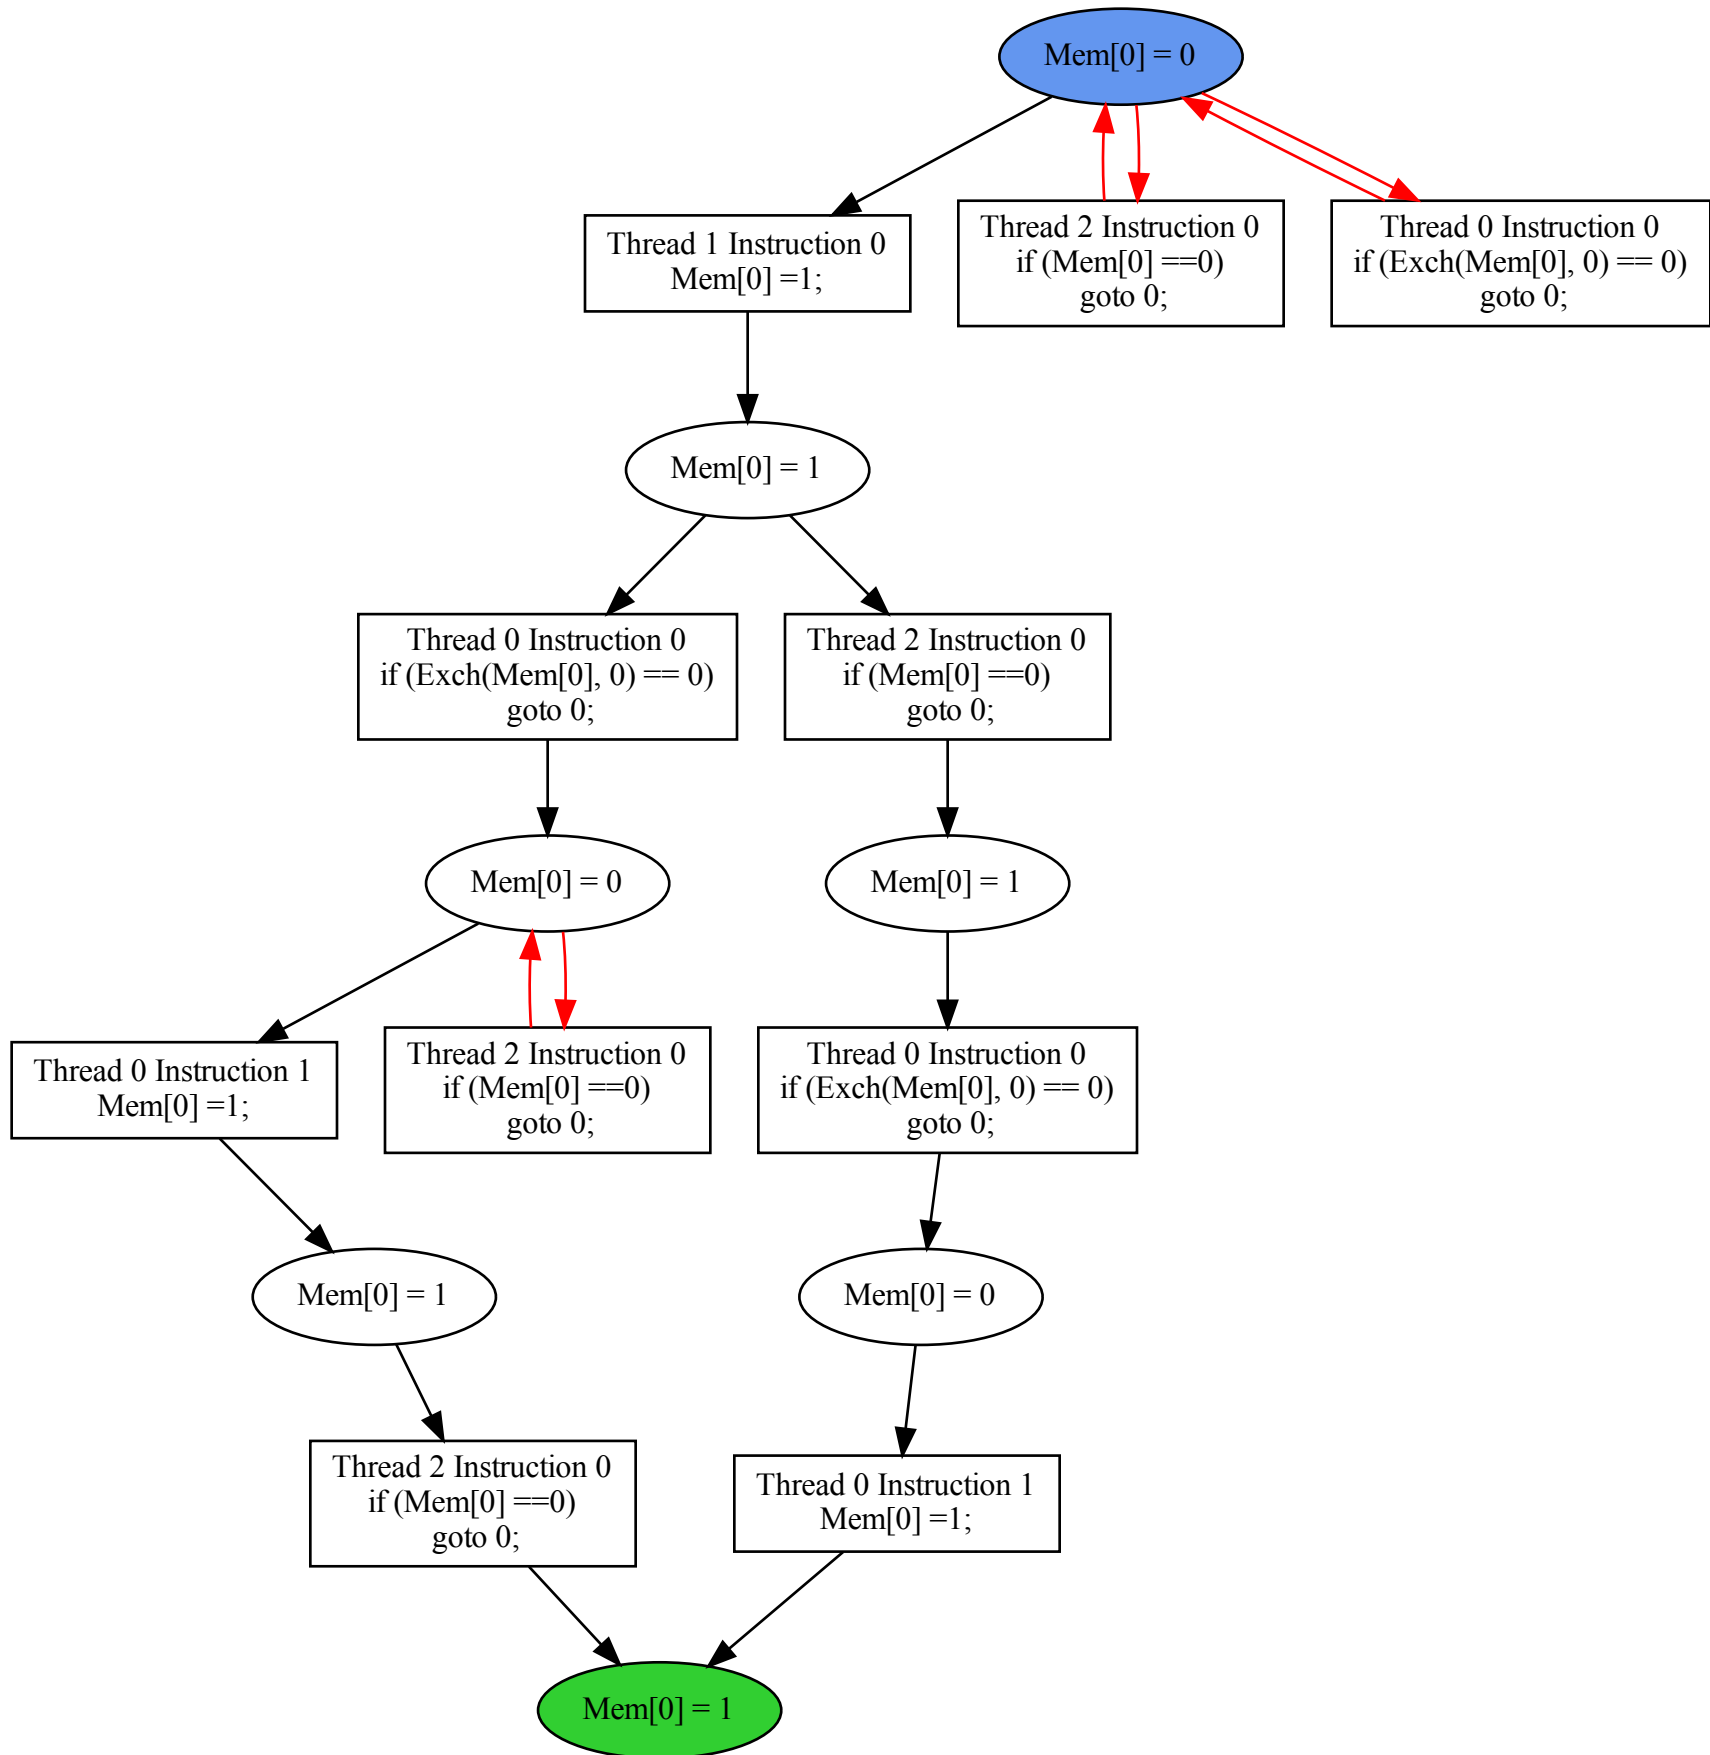 Mem[0] = 0
Thread 1 Instruction 0
Mem[0] =1;
Thread 2 Instruction 0
if (Mem[0] ==0)
goto 0;
Thread 0 Instruction 0
if (Exch(Mem[0], 0) == 0)
goto 0;
Mem[0] = 1
Thread 0 Instruction 0
if (Exch(Mem[0], 0) == 0)
goto 0;
Thread 2 Instruction 0
if (Mem[0] ==0)
goto 0;
Mem[0] = 0
Mem[0] = 1
Thread 0 Instruction 1
Mem[0] =1;
Thread 2 Instruction 0
if (Mem[0] ==0)
goto 0;
Thread 0 Instruction 0
if (Exch(Mem[0], 0) == 0)
goto 0;
Mem[0] = 1
Mem[0] = 0
Thread 2 Instruction 0
if (Mem[0] ==0)
goto 0;
Thread 0 Instruction 1
Mem[0] =1;
Mem[0] = 1